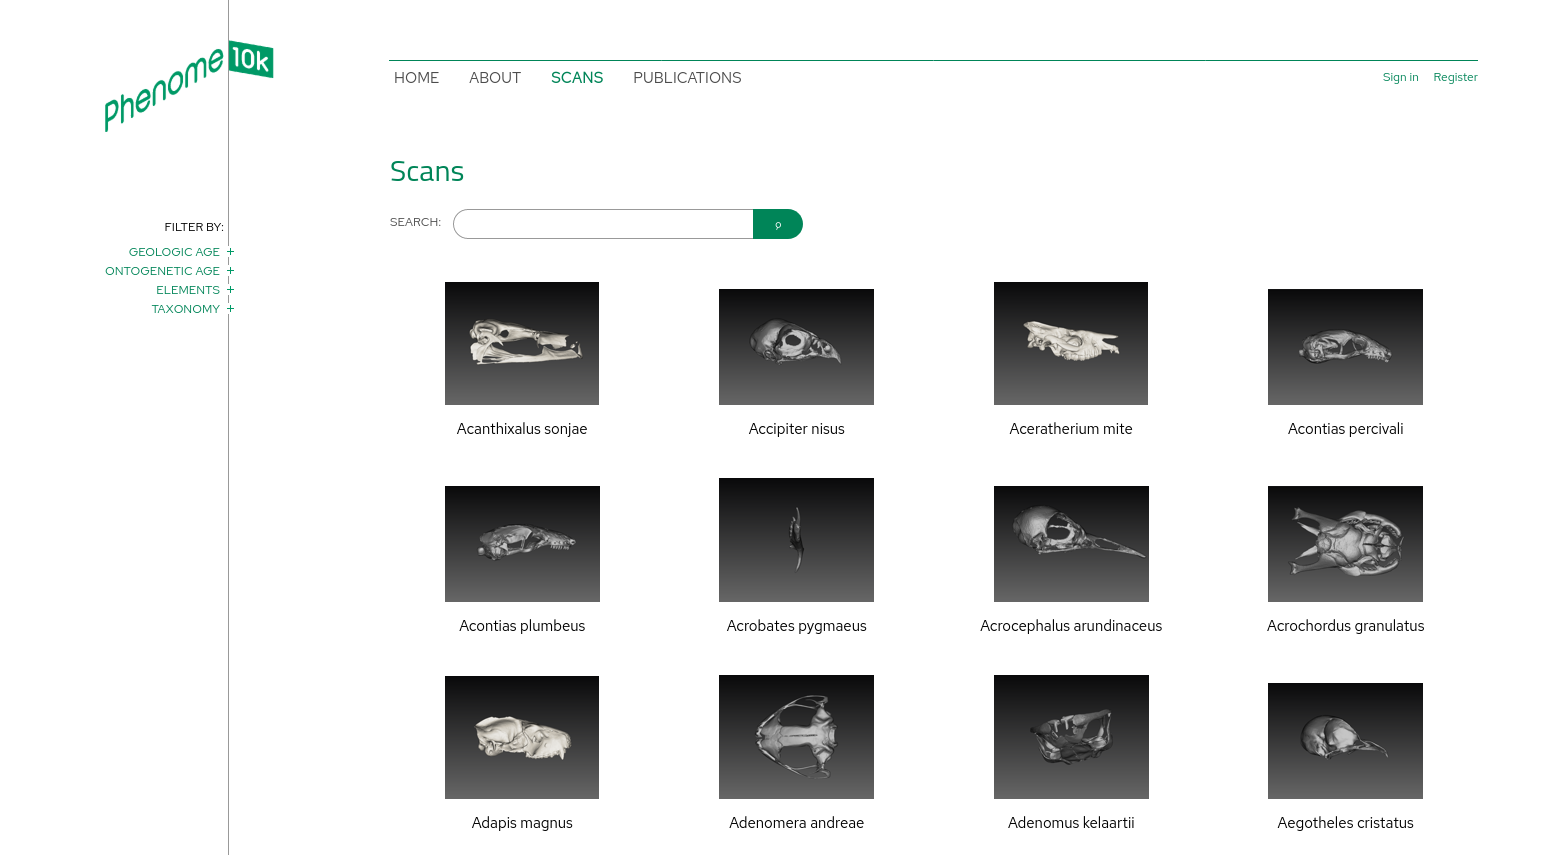 phenome 10k
HOME ABOUT SCANS PUBLICATIONS
Sign in Register
Scans
SEARCH:
FILTER BY:
GEOLOGIC AGE +
ONTOGENETIC AGE +
ELEMENTS +
TAXONOMY +
Acanthixalus sonjae
Accipiter nisus
Aceratherium mite
Acontias percivali
Acontias plumbeus
Acrobates pygmaeus
Acrocephalus arundinaceus
Acrochordus granulatus
Adapis magnus
Adenomera andreae
Adenomus kelaartii
Aegotheles cristatus